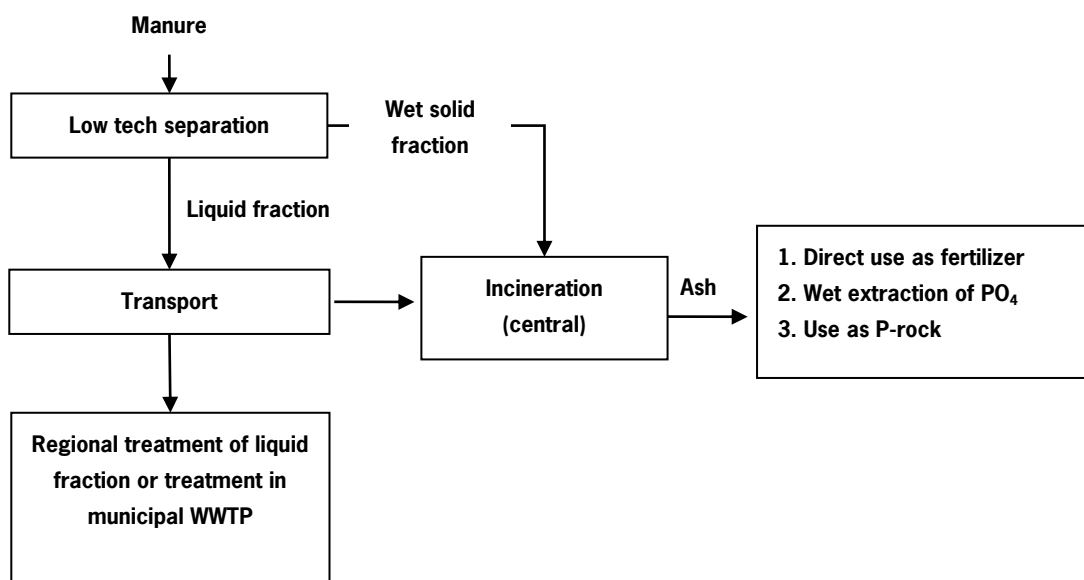 Manure
Low tech separation
Wet solid
fraction
Liquid fraction
Transport
Incineration
(central)
Ash
1. Direct use as fertilizer
2. Wet extraction of PO₄
3. Use as P-rock
Regional treatment of liquid
fraction or treatment in
municipal WWTP